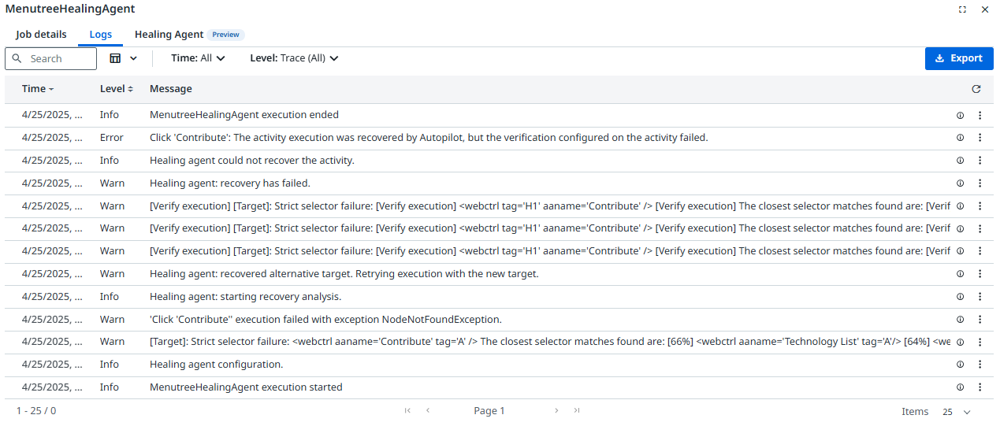 MenutreeHealingAgent
Job details Logs Healing Agent Preview
Search Time: All Level: Trace (All) Export
Time Level Message
4/25/2025, ... Info MenutreeHealingAgent execution ended
4/25/2025, ... Error Click 'Contribute': The activity execution was recovered by Autopilot, but the verification configured on the activity failed.
4/25/2025, ... Info Healing agent could not recover the activity.
4/25/2025, ... Warn Healing agent: recovery has failed.
4/25/2025, ... Warn [Verify execution] [Target]: Strict selector failure: [Verify execution] <webctrl tag='H1' aaname='Contribute' /> [Verify execution] The closest selector matches found are: [Verif
4/25/2025, ... Warn [Verify execution] [Target]: Strict selector failure: [Verify execution] <webctrl tag='H1' aaname='Contribute' /> [Verify execution] The closest selector matches found are: [Verif
4/25/2025, ... Warn [Verify execution] [Target]: Strict selector failure: [Verify execution] <webctrl tag='H1' aaname='Contribute' /> [Verify execution] The closest selector matches found are: [Verif
4/25/2025, ... Warn Healing agent: recovered alternative target. Retrying execution with the new target.
4/25/2025, ... Info Healing agent: starting recovery analysis.
4/25/2025, ... Warn 'Click 'Contribute'' execution failed with exception NodeNotFoundException.
4/25/2025, ... Warn [Target]: Strict selector failure: <webctrl aaname='Contribute' tag='A' /> The closest selector matches found are: [66%] <webctrl aaname='Technology List' tag='A'/> [64%] <we
4/25/2025, ... Info Healing agent configuration.
4/25/2025, ... Info MenutreeHealingAgent execution started
1 - 25 / 0 Page 1 Items 25